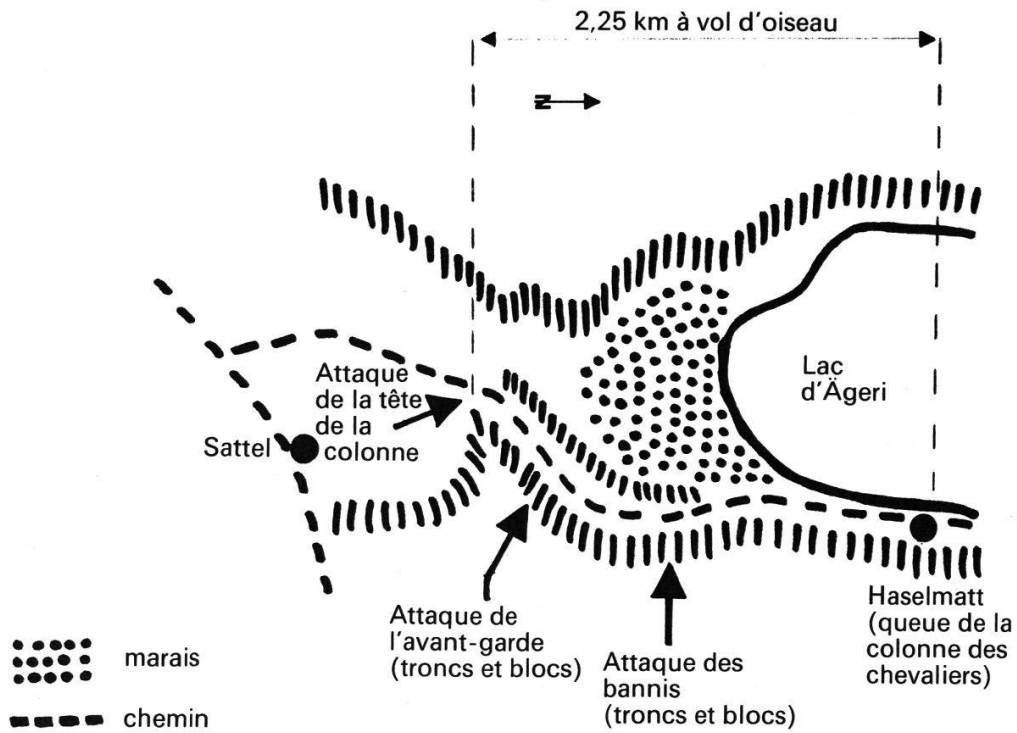 2,25 km à vol d'oiseau
N
Attaque
de la tête
de la
colonne
Sattel
Lac
d'Ägeri
Attaque de
l'avant-garde
(troncs et blocs)
Attaque des
bannis
(troncs et blocs)
Haselmatt
(queue de la
colonne des
chevaliers)
marais
chemin